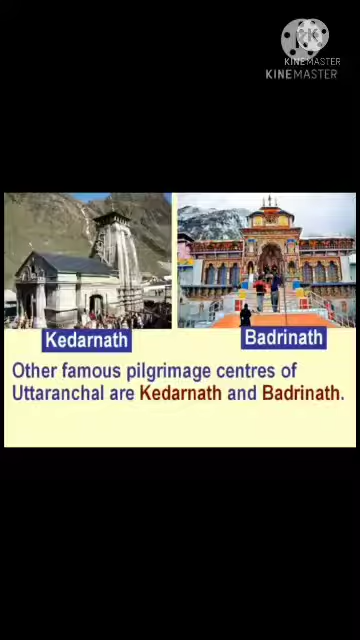 KINEMASTER
KINEMASTER
Kedarnath
Badrinath
Other famous pilgrimage centres of
Uttaranchal are Kedarnath and Badrinath.